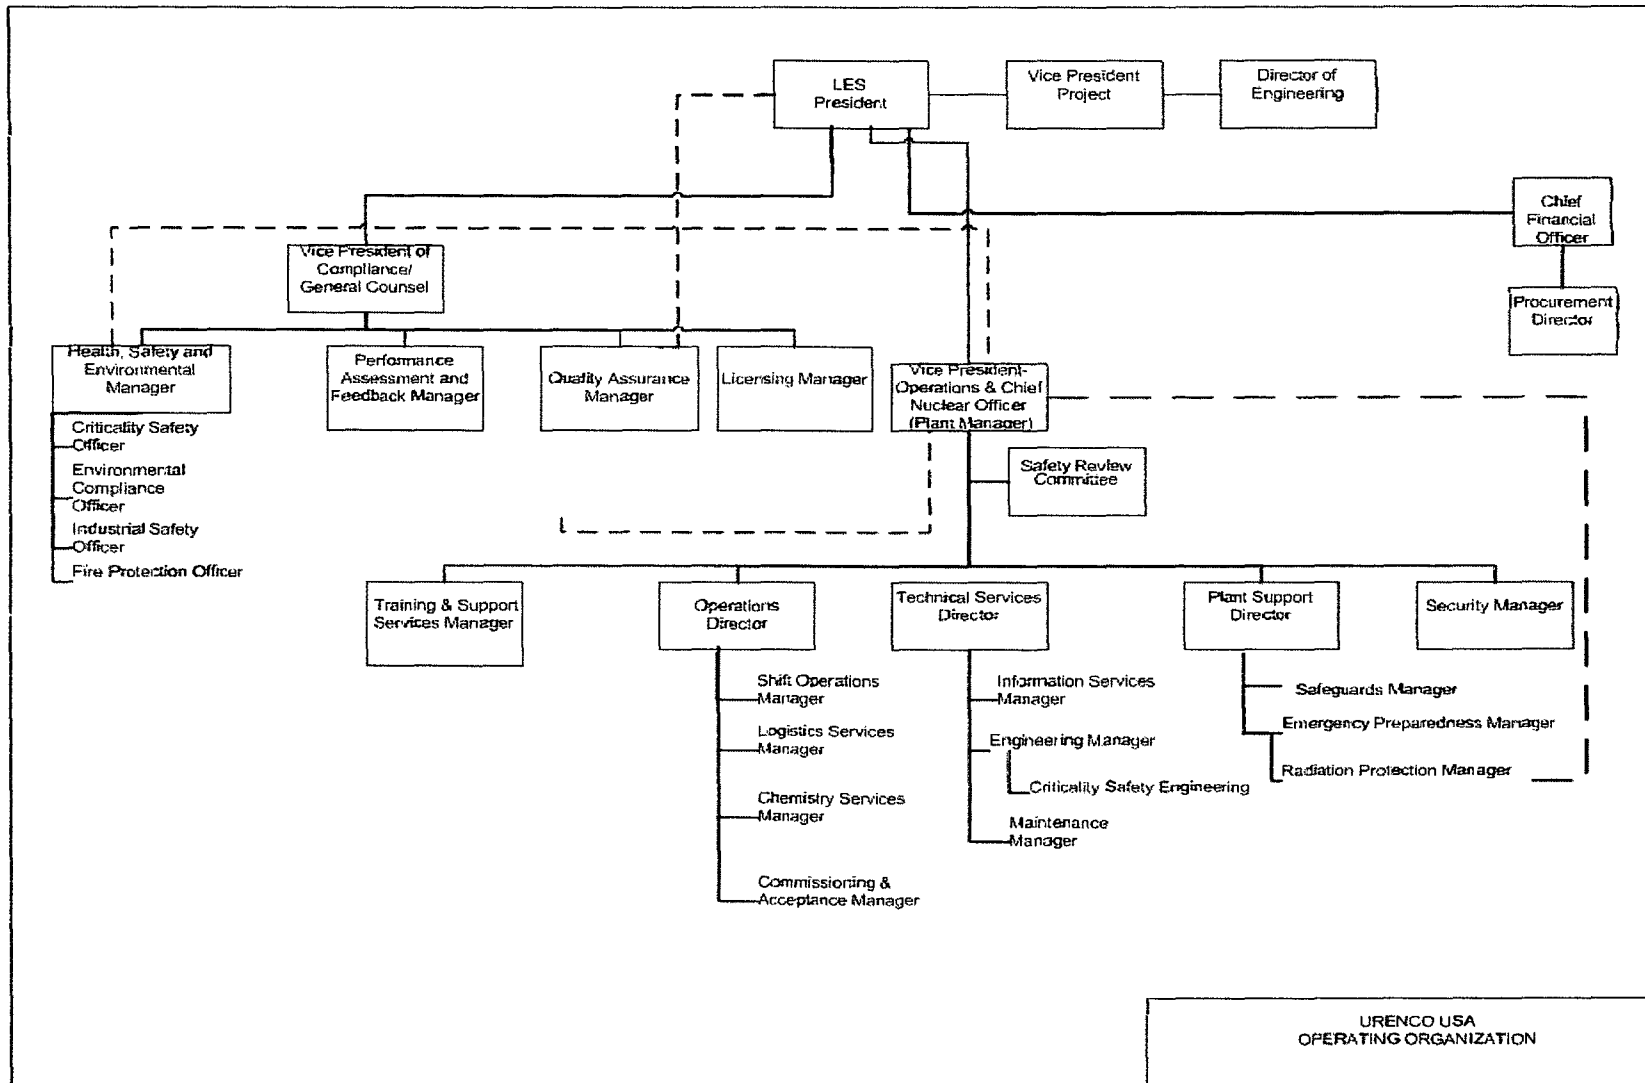 LES
President
Vice President
Project
Director of
Engineering
Chief
Financial
Officer
Procurement
Director
Vice President of
Compliance/
General Counsel
Health, Safety and
Environmental
Manager
Performance
Assessment and
Feedback Manager
Quality Assurance
Manager
Licensing Manager
Vice President-
Operations & Chief
Nuclear Officer
(Plant Manager)
Criticality Safety
Officer
Environmental
Compliance
Officer
Industrial Safety
Officer
Fire Protection Officer
Safety Review
Committee
Training & Support
Services Manager
Operations
Director
Technical Services
Director
Plant Support
Director
Security Manager
Shift Operations
Manager
Logistics Services
Manager
Chemistry Services
Manager
Commissioning &
Acceptance Manager
Information Services
Manager
Engineering Manager
Criticality Safety Engineering
Maintenance
Manager
Safeguards Manager
Emergency Preparedness Manager
Radiation Protection Manager
URENCO USA
OPERATING ORGANIZATION